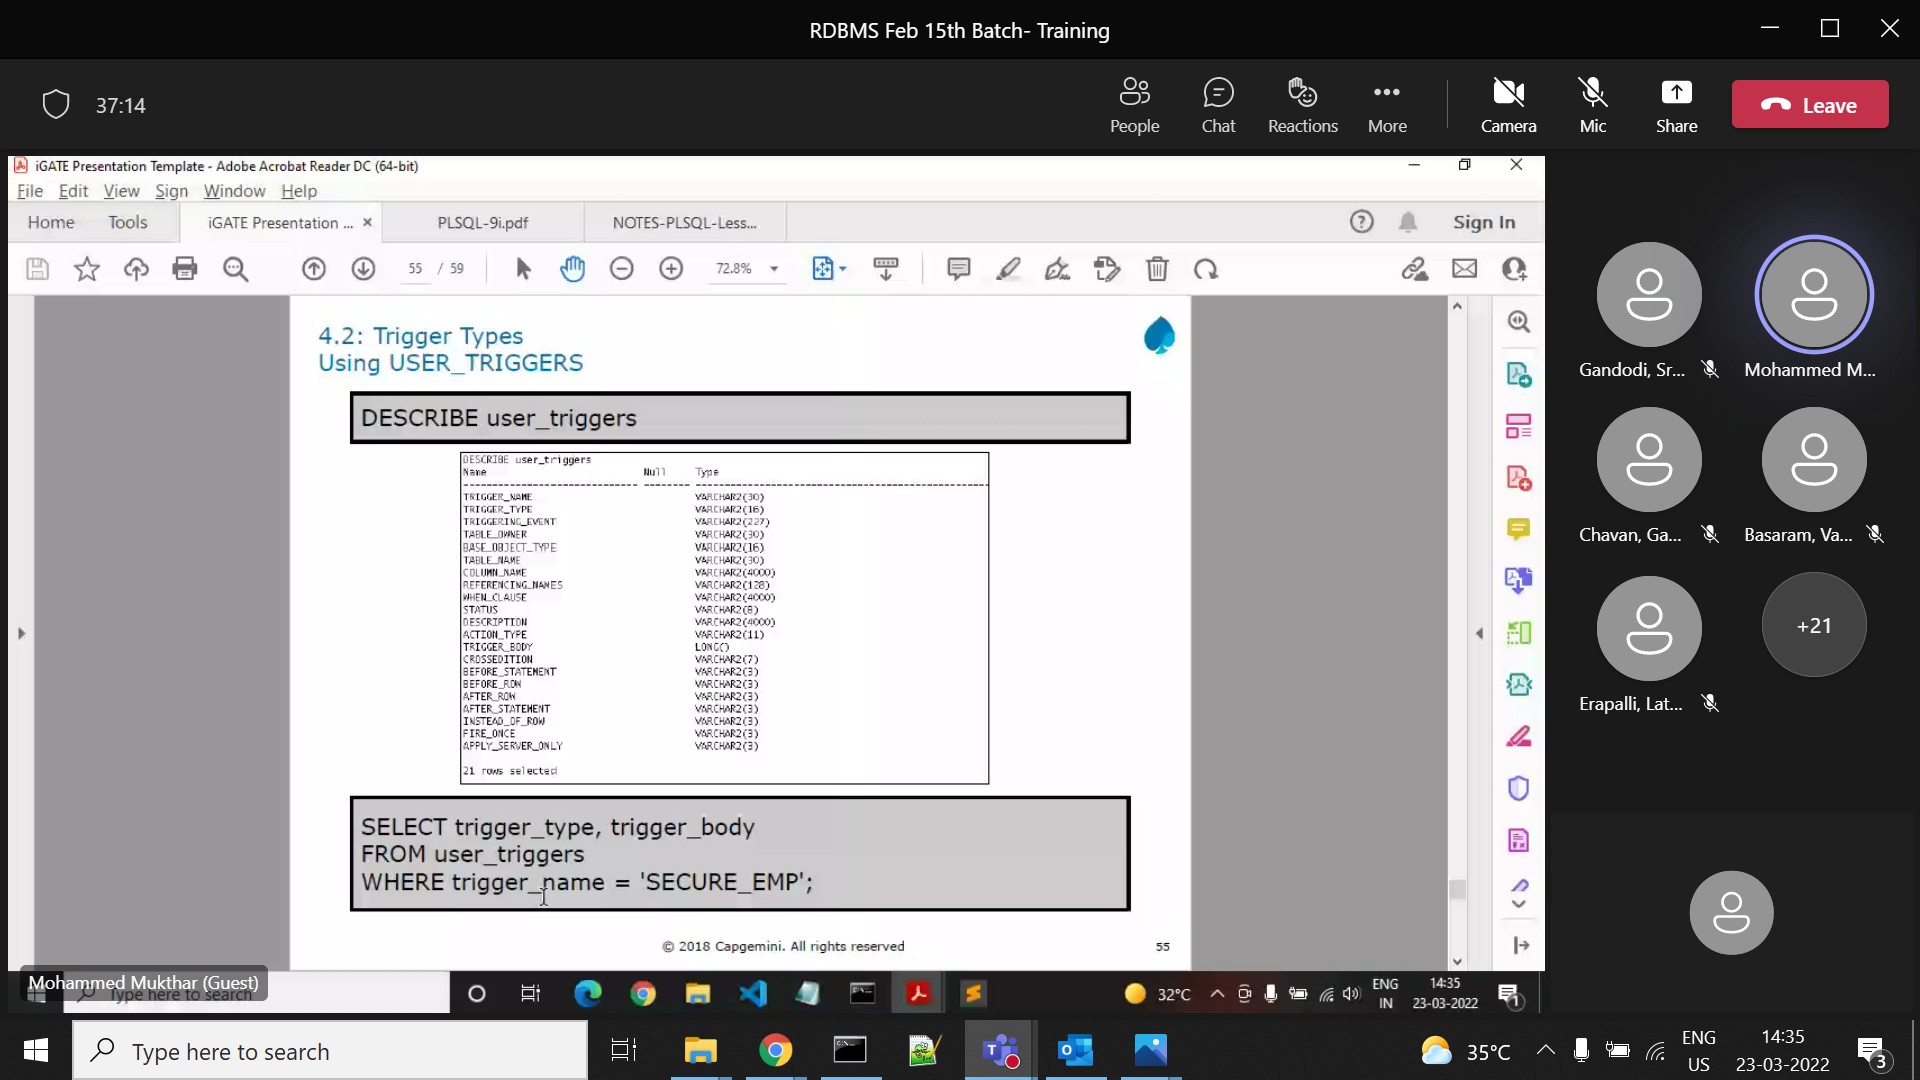 RDBMS Feb 15th Batch- Training
37:14
People
Chat
Reactions
More
Camera
Mic
Share
Leave
iGATE Presentation Template - Adobe Acrobat Reader DC (64-bit)
File Edit View Sign Window Help
Home Tools iGATE Presentation ... × PLSQL-9i.pdf NOTES-PLSQL-Less... Sign In
55 / 59 72.8%
4.2: Trigger Types
Using USER_TRIGGERS
DESCRIBE user_triggers
DESCRIBE user_triggers
Name Null Type
TRIGGER_NAME VARCHAR2(30)
TRIGGER_TYPE VARCHAR2(16)
TRIGGERING_EVENT VARCHAR2(227)
TABLE_OWNER VARCHAR2(30)
BASE_OBJECT_TYPE VARCHAR2(16)
TABLE_NAME VARCHAR2(30)
COLUMN_NAME VARCHAR2(4000)
REFERENCING_NAMES VARCHAR2(128)
WHEN_CLAUSE VARCHAR2(4000)
STATUS VARCHAR2(8)
DESCRIPTION VARCHAR2(4000)
ACTION_TYPE VARCHAR2(11)
TRIGGER_BODY LONG()
CROSSEDITION VARCHAR2(7)
BEFORE_STATEMENT VARCHAR2(3)
BEFORE_ROW VARCHAR2(3)
AFTER_ROW VARCHAR2(3)
AFTER_STATEMENT VARCHAR2(3)
INSTEAD_OF_ROW VARCHAR2(3)
FIRE_ONCE VARCHAR2(3)
APPLY_SERVER_ONLY VARCHAR2(3)
21 rows selected
SELECT trigger_type, trigger_body
FROM user_triggers
WHERE trigger_name = 'SECURE_EMP';
© 2018 Capgemini. All rights reserved 55
Mohammed Mukthar (Guest)
Type here to search
32°C
ENG
IN
14:35
23-03-2022
1
Gandodi, Sr...
Mohammed M...
Chavan, Ga...
Basaram, Va...
Erapalli, Lat...
+21
Type here to search
35°C
ENG
US
14:35
23-03-2022
3